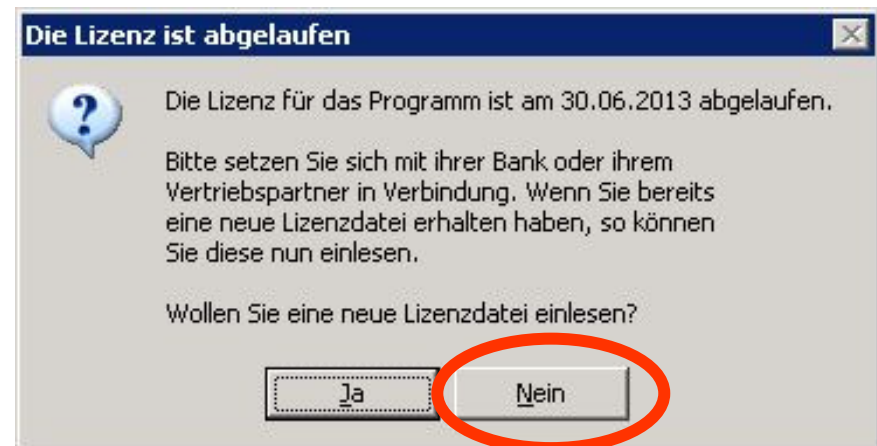 Die Lizenz ist abgelaufen
Die Lizenz für das Programm ist am 30.06.2013 abgelaufen.
Bitte setzen Sie sich mit ihrer Bank oder ihrem
Vertriebspartner in Verbindung. Wenn Sie bereits
eine neue Lizenzdatei erhalten haben, so können
Sie diese nun einlesen.
Wollen Sie eine neue Lizenzdatei einlesen?
Ja Nein